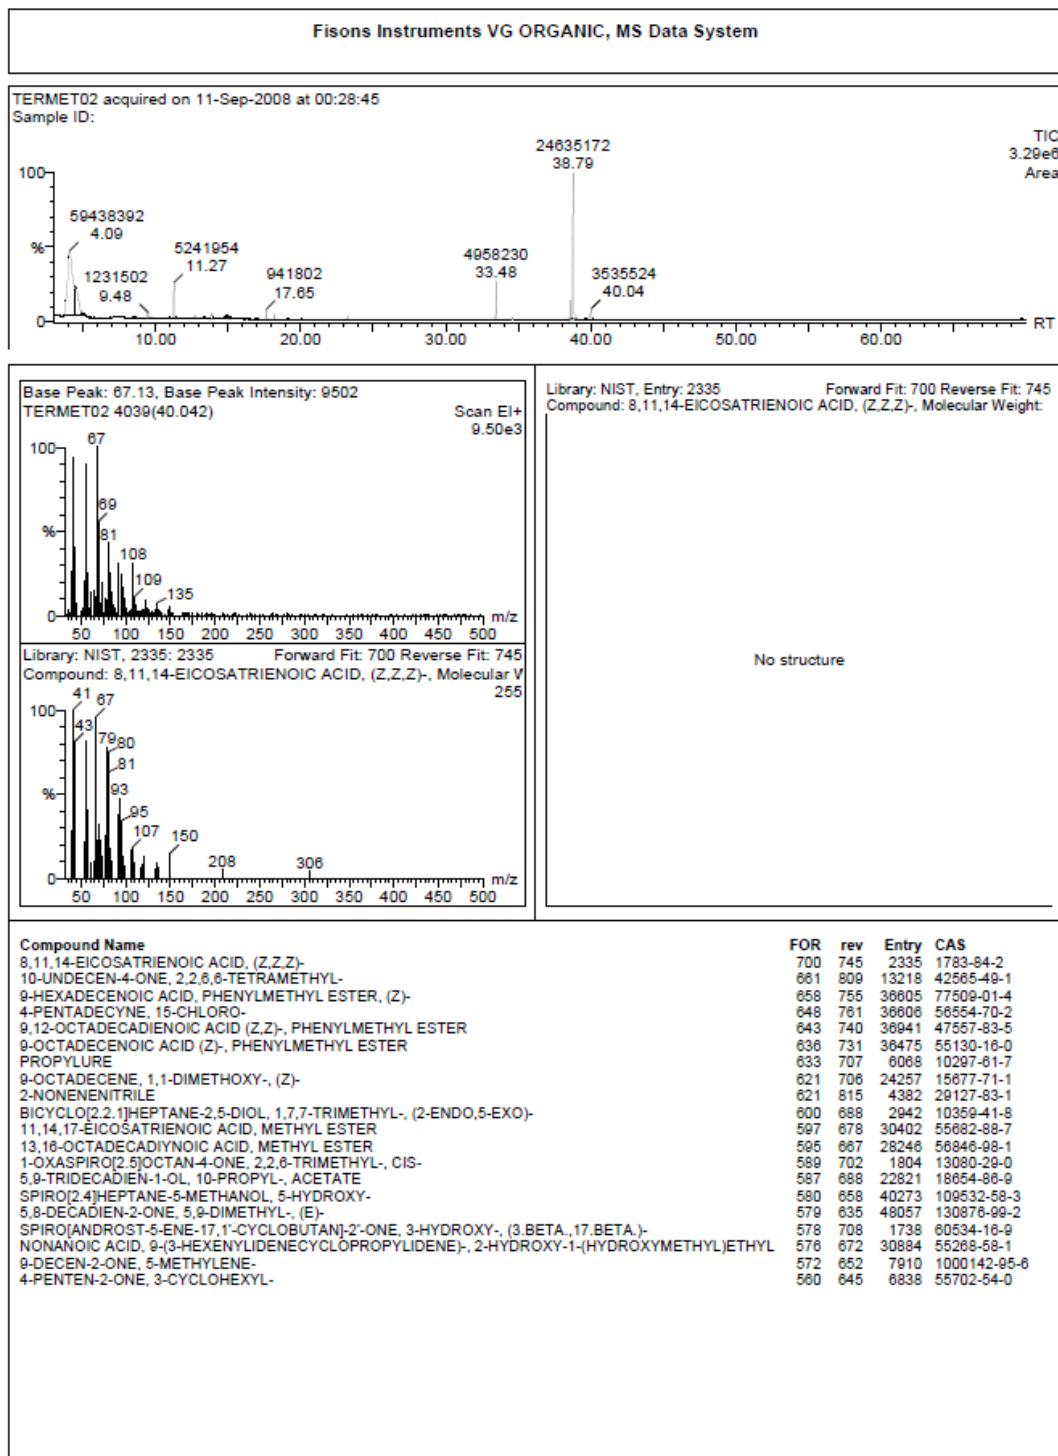 Fisons Instruments VG ORGANIC, MS Data System
TERMET02 acquired on 11-Sep-2008 at 00:28:45
Sample ID:
TIC
3.29e6
Area
24635172
38.79
100
59438392
4.09
%
1231502
9.48
5241954
11.27
941802
17.65
4958230
33.48
3535524
40.04
0
RT
10.00 20.00 30.00 40.00 50.00 60.00
Base Peak: 67.13, Base Peak Intensity: 9502
TERMET02 4039(40.042) Scan EI+
9.50e3
100
67
69
%
81
108
109
135
0
m/z
50 100 150 200 250 300 350 400 450 500
Library: NIST, 2335: 2335 Forward Fit: 700 Reverse Fit: 745
Compound: 8,11,14-EICOSATRIENOIC ACID, (Z,Z,Z)-, Molecular W
255
41 67
100
43
79 80
81
93
%
95
107
150
208
306
0
m/z
50 100 150 200 250 300 350 400 450 500
Library: NIST, Entry: 2335 Forward Fit: 700 Reverse Fit: 745
Compound: 8,11,14-EICOSATRIENOIC ACID, (Z,Z,Z)-, Molecular Weight:
No structure
Compound Name FOR rev Entry CAS
8,11,14-EICOSATRIENOIC ACID, (Z,Z,Z)- 700 745 2335 1783-84-2
10-UNDECEN-4-ONE, 2,2,6,6-TETRAMETHYL- 661 809 13218 42565-49-1
9-HEXADECENOIC ACID, PHENYLMETHYL ESTER, (Z)- 658 755 36605 77509-01-4
4-PENTADECYNE, 15-CHLORO- 648 761 36606 56554-70-2
9,12-OCTADECADIENOIC ACID (Z,Z)-, PHENYLMETHYL ESTER 643 740 36941 47557-83-5
9-OCTADECENOIC ACID (Z)-, PHENYLMETHYL ESTER 636 731 36475 55130-16-0
PROPYLURE 633 707 6068 10297-61-7
9-OCTADECENE, 1,1-DIMETHOXY-, (Z)- 621 706 24257 15677-71-1
2-NONENENITRILE 621 815 4382 29127-83-1
BICYCLO[2.2.1]HEPTANE-2,5-DIOL, 1,7,7-TRIMETHYL-, (2-ENDO,5-EXO)- 600 688 2942 10359-41-8
11,14,17-EICOSATRIENOIC ACID, METHYL ESTER 597 678 30402 55682-88-7
13,16-OCTADECADIYNOIC ACID, METHYL ESTER 595 667 28246 56846-98-1
1-OXASPIRO[2.5]OCTAN-4-ONE, 2,2,6-TRIMETHYL-, CIS- 589 702 1804 13080-29-0
5,9-TRIDECADIEN-1-OL, 10-PROPYL-, ACETATE 587 688 22821 18654-86-9
SPIRO[2.4]HEPTANE-5-METHANOL, 5-HYDROXY- 580 658 40273 109532-58-3
5,8-DECADIEN-2-ONE, 5,9-DIMETHYL-, (E)- 579 635 48057 130876-99-2
SPIRO[ANDROST-5-ENE-17,1'-CYCLOBUTAN]-2'-ONE, 3-HYDROXY-, (3.BETA.,17.BETA.)- 578 708 1738 60534-16-9
NONANOIC ACID, 9-(3-HEXENYLIDENECYCLOPROPYLIDENE)-, 2-HYDROXY-1-(HYDROXYMETHYL)ETHYL 576 672 30884 55268-58-1
9-DECEN-2-ONE, 5-METHYLENE- 572 652 7910 1000142-95-6
4-PENTEN-2-ONE, 3-CYCLOHEXYL- 560 645 6838 55702-54-0